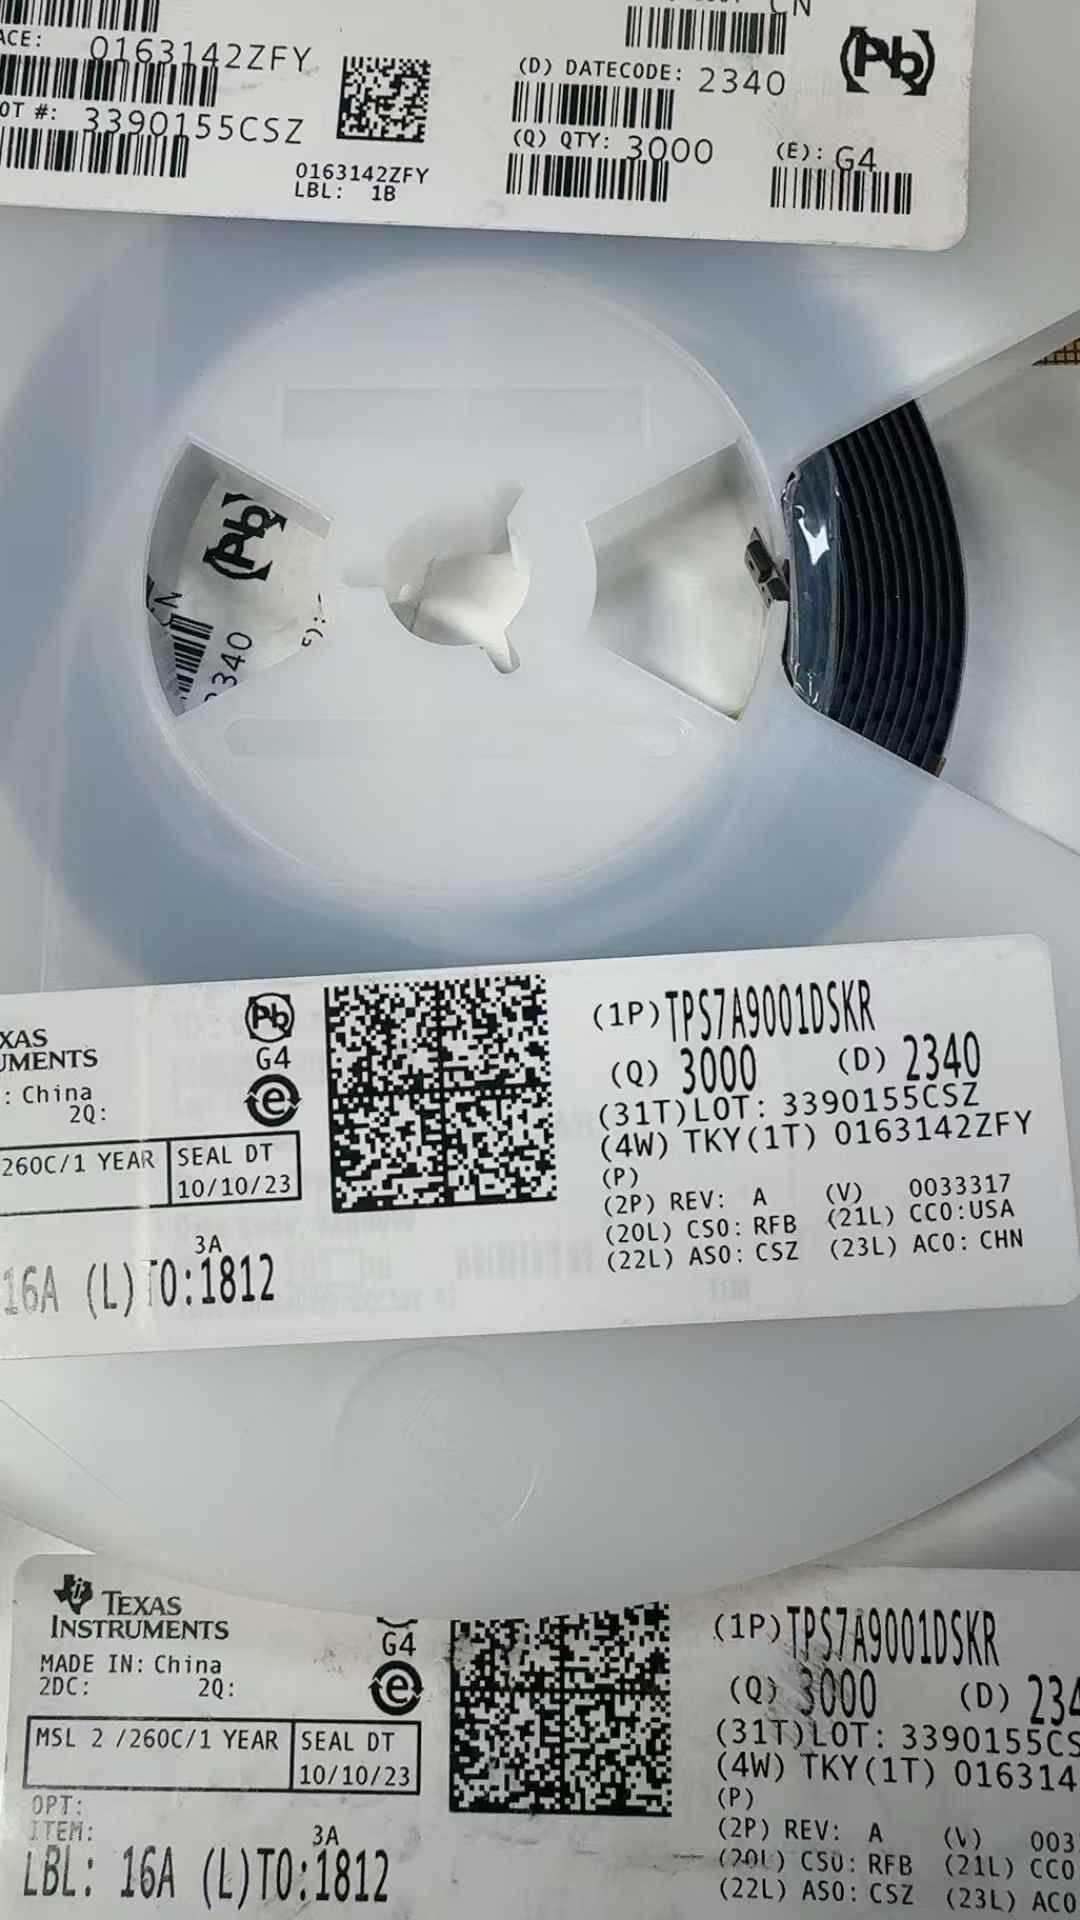 CN
ACE: 0163142ZFY
(D) DATECODE: 2340
Pb
OT #: 3390155CSZ
(Q) QTY: 3000
(E): G4
0163142ZFY
LBL: 1B
Pb
340
XAS
UMENTS
: China
2Q:
Pb
G4
e
260C/1 YEAR
SEAL DT
10/10/23
3A
16A (L)T0:1812
(1P)TPS7A9001DSKR
(Q) 3000 (D) 2340
(31T)LOT: 3390155CSZ
(4W) TKY(1T) 0163142ZFY
(P)
(2P) REV: A (V) 0033317
(20L) CSO: RFB (21L) CCO:USA
(22L) ASO: CSZ (23L) ACO: CHN
TEXAS
INSTRUMENTS
MADE IN: China
2DC: 2Q:
G4
e
MSL 2 /260C/1 YEAR
SEAL DT
10/10/23
OPT:
ITEM:
3A
LBL: 16A (L)T0:1812
(1P)TPS7A9001DSKR
(Q) 3000 (D) 234
(31T)LOT: 3390155CS
(4W) TKY(1T) 016314
(P)
(2P) REV: A (V) 003
(20L) CSO: RFB (21L) CCO
(22L) ASO: CSZ (23L) ACO